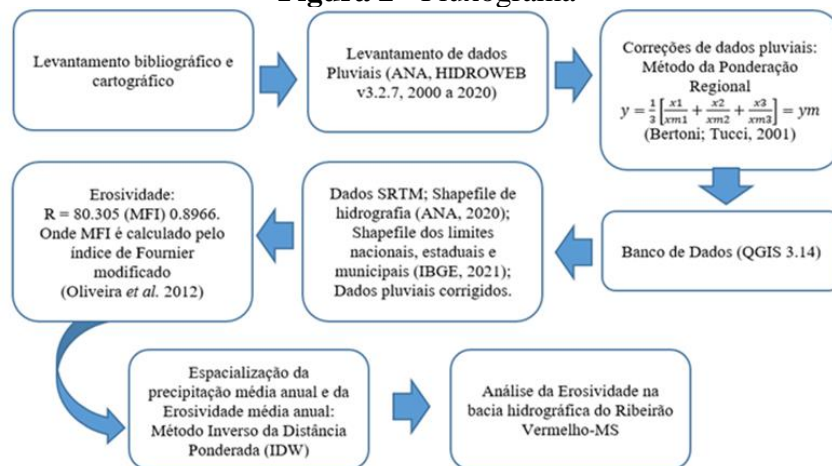 Figura 2 - Fluxograma
Levantamento bibliográfico e
cartográfico
Levantamento de dados
Pluviais (ANA, HIDROWEB
v3.2.7, 2000 a 2020)
Correções de dados pluviais:
Método da Ponderação
Regional
y = 1/3 [x1/xm1 + x2/xm2 + x3/xm3] = ym
(Bertoni; Tucci, 2001)
Banco de Dados (QGIS 3.14)
Dados SRTM; Shapefile de
hidrografia (ANA, 2020);
Shapefile dos limites
nacionais, estaduais e
municipais (IBGE, 2021);
Dados pluviais corrigidos.
Erosividade:
R = 80.305 (MFI) 0.8966.
Onde MFI é calculado pelo
índice de Fournier
modificado
(Oliveira et al. 2012)
Espacialização da
precipitação média anual e da
Erosividade média anual:
Método Inverso da Distância
Ponderada (IDW)
Análise da Erosividade na
bacia hidrográfica do Ribeirão
Vermelho-MS